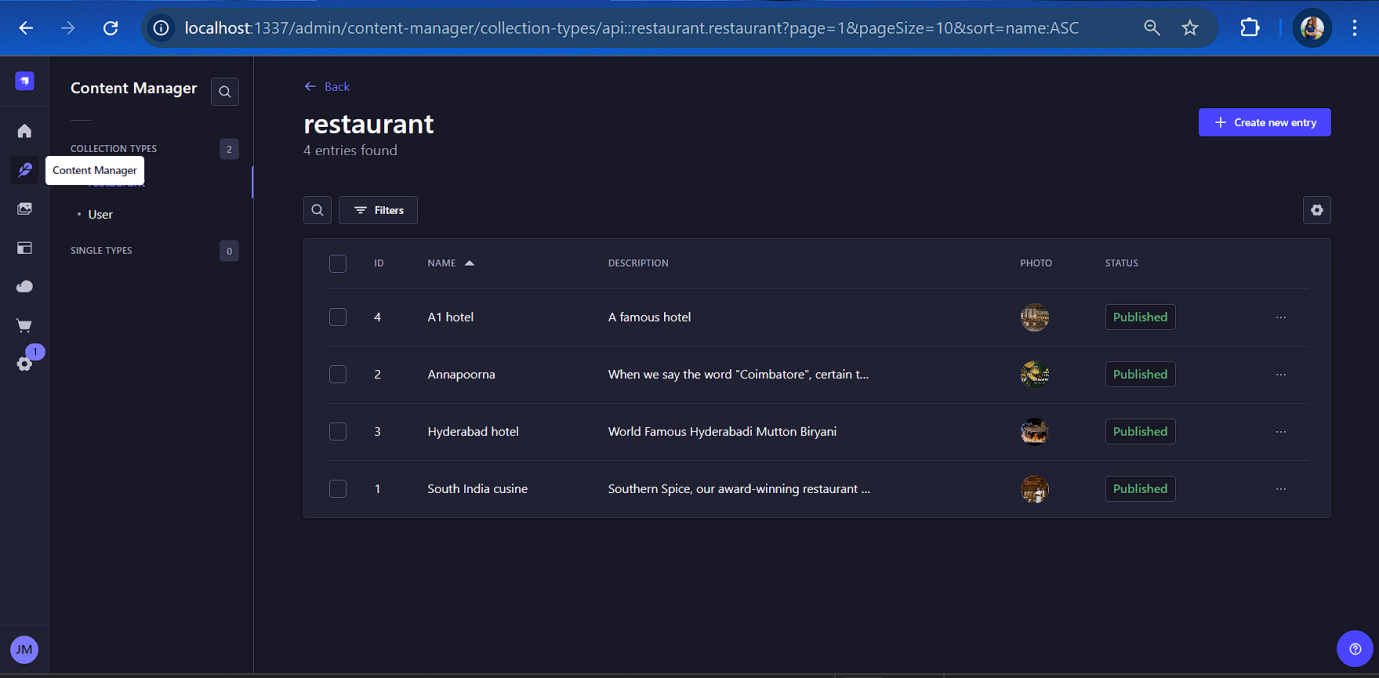 localhost:1337/admin/content-manager/collection-types/api::restaurant.restaurant?page=1&pageSize=10&sort=name:ASC
Content Manager
COLLECTION TYPES 2
Content Manager
User
SINGLE TYPES 0
1
JM
Back
restaurant
4 entries found
Create new entry
Filters
ID NAME DESCRIPTION PHOTO STATUS
4 A1 hotel A famous hotel Published ...
2 Annapoorna When we say the word "Coimbatore", certain t... Published ...
3 Hyderabad hotel World Famous Hyderabadi Mutton Biryani Published ...
1 South India cusine Southern Spice, our award-winning restaurant ... Published ...